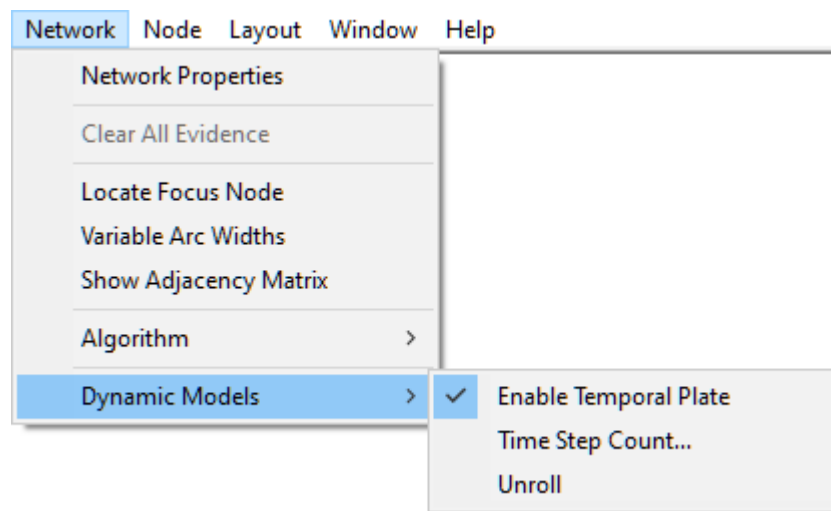 Network Node Layout Window Help
Network Properties
Clear All Evidence
Locate Focus Node
Variable Arc Widths
Show Adjacency Matrix
Algorithm
Dynamic Models
Enable Temporal Plate
Time Step Count...
Unroll